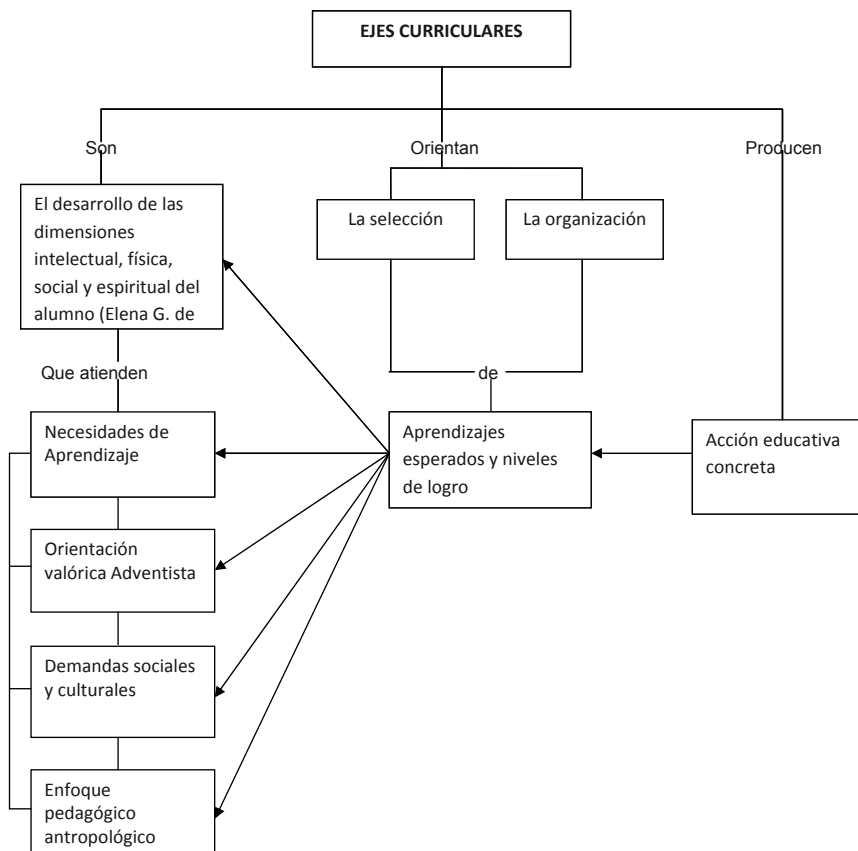 EJES CURRICULARES
Son
Orientan
Producen
El desarrollo de las
dimensiones
intelectual, física,
social y espiritual del
alumno (Elena G. de
La selección
La organización
Que atienden
de
Necesidades de
Aprendizaje
Aprendizajes
esperados y niveles
de logro
Acción educativa
concreta
Orientación
valórica Adventista
Demandas sociales
y culturales
Enfoque
pedagógico
antropológico